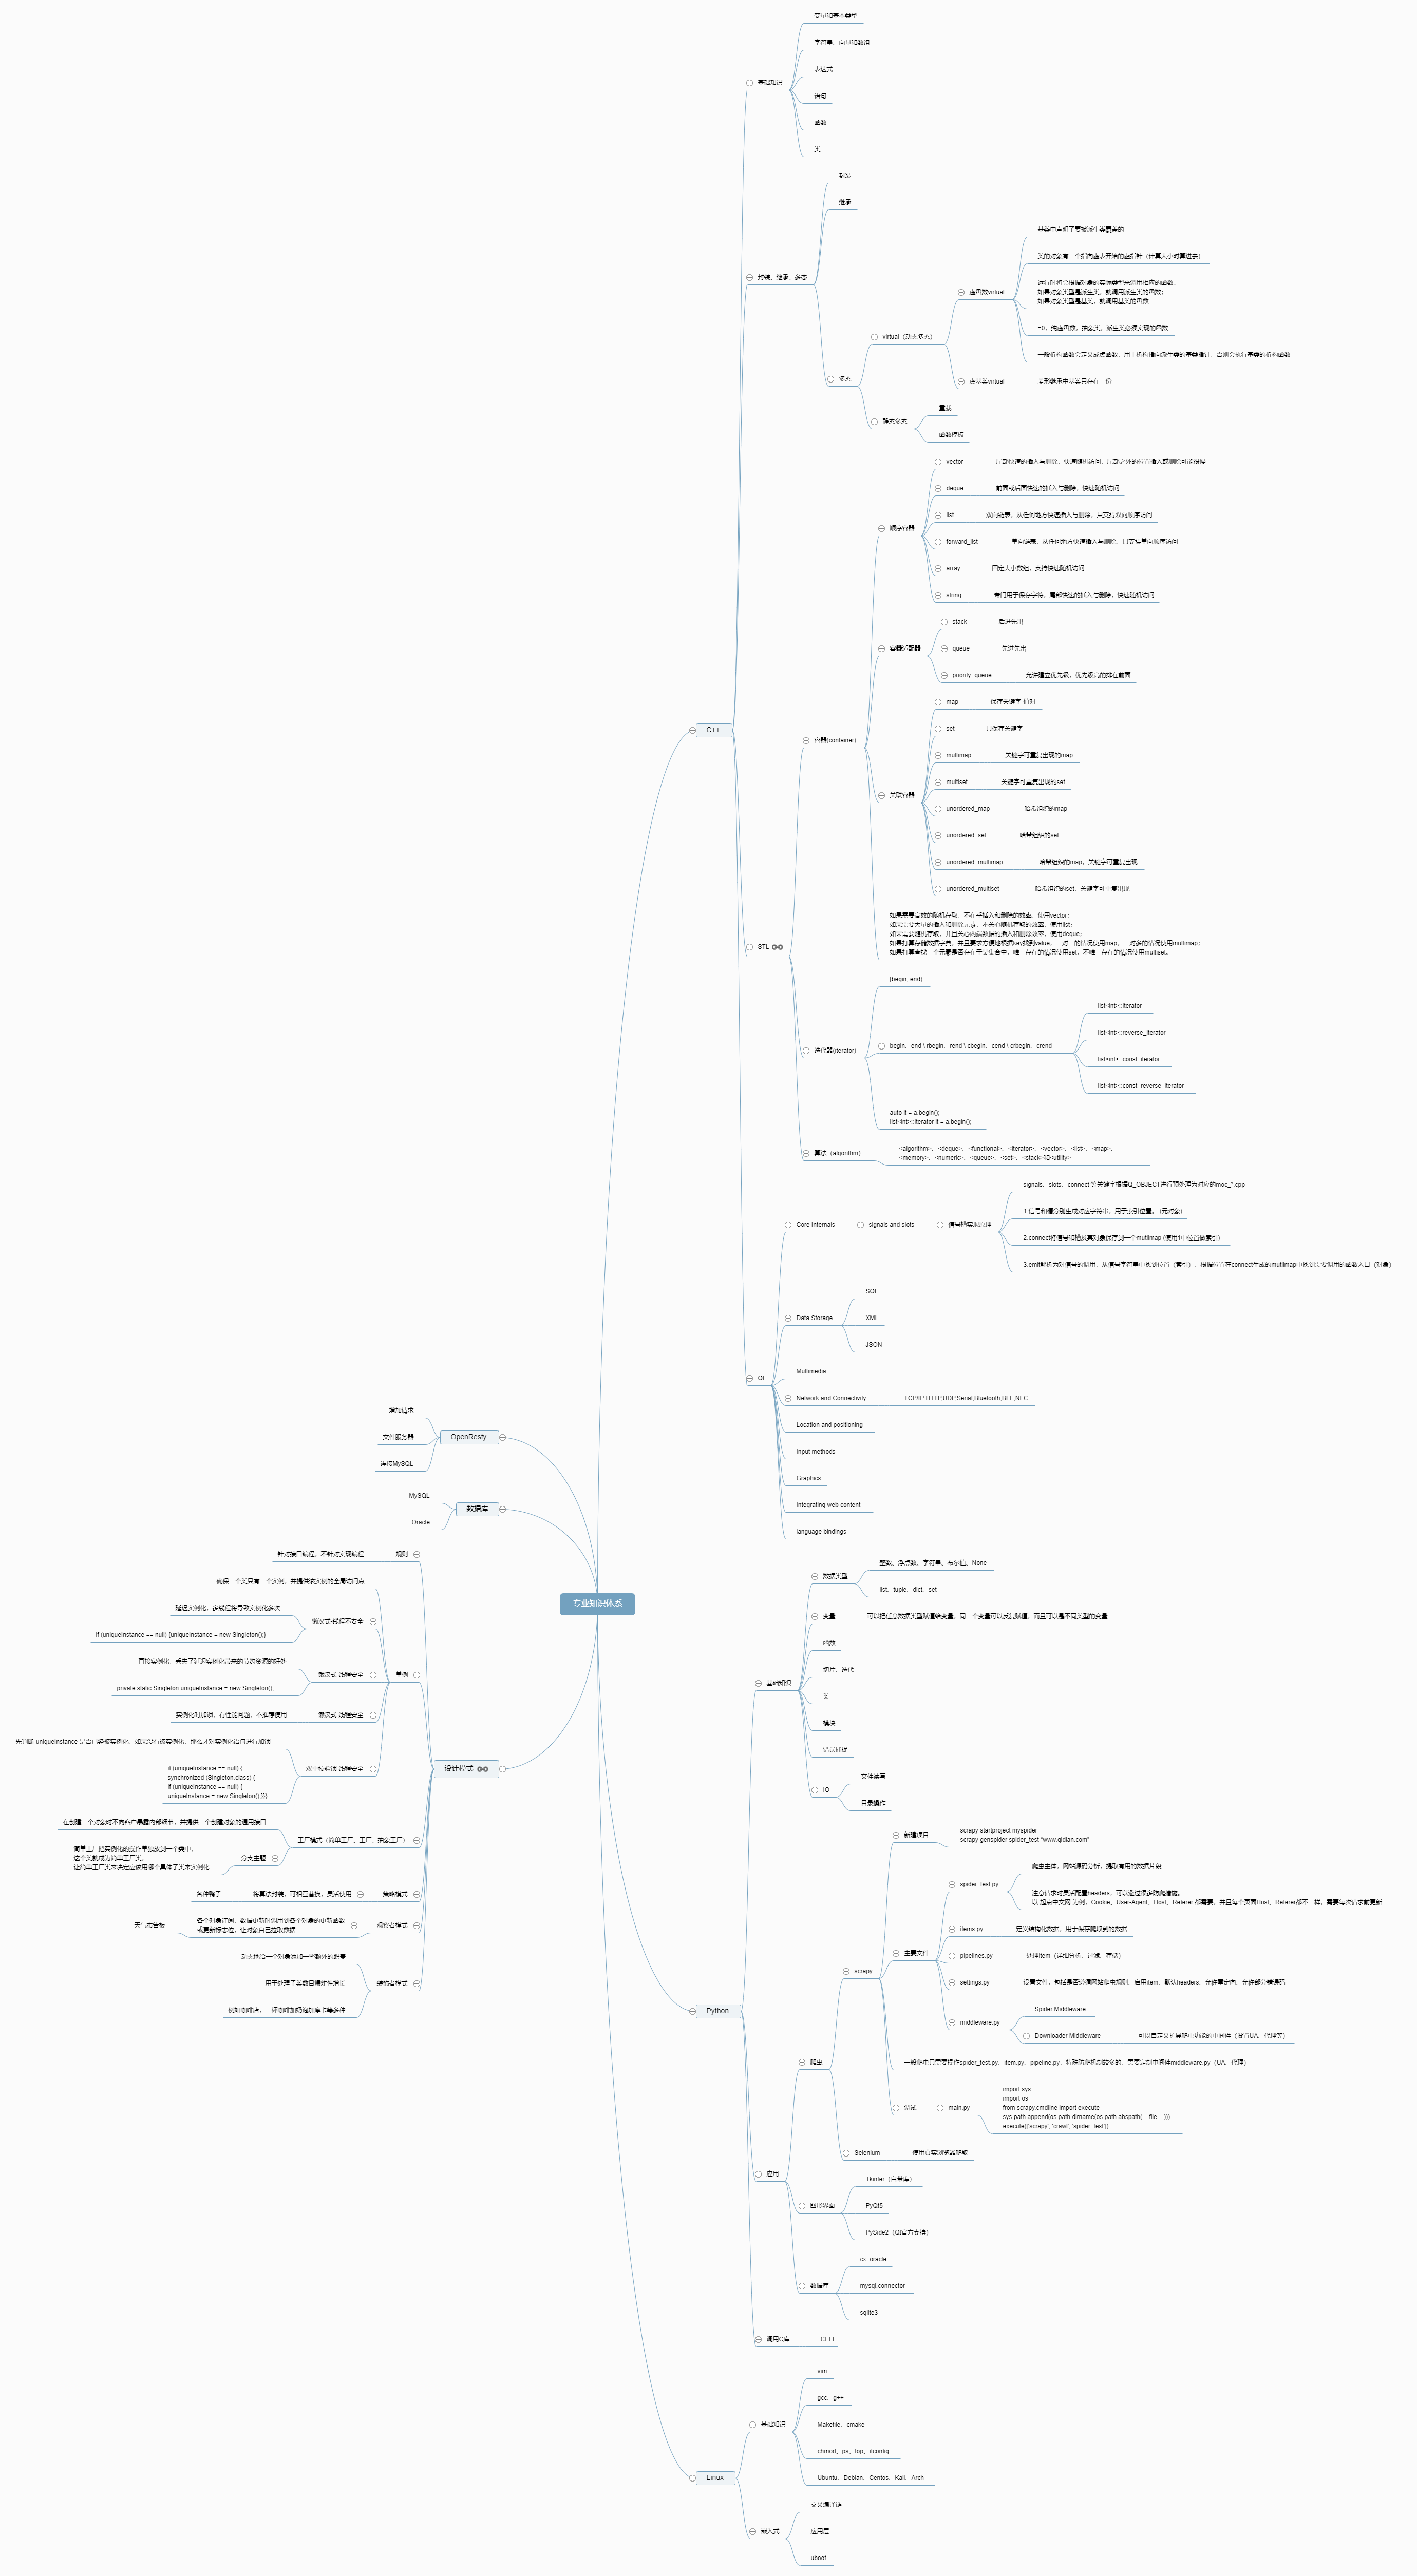 专业知识体系
C++
基础知识
变量和基本类型
字符串、向量和数组
表达式
语句
函数
类
封装、继承、多态
封装
继承
多态
virtual（动态多态）
虚函数virtual
基类中声明了要被派生类覆盖的
类的对象有一个指向虚表开始的虚指针（计算大小时算进去）
运行时将会根据对象的实际类型来调用相应的函数。
如果对象类型是派生类，就调用派生类的函数；
如果对象类型是基类，就调用基类的函数
=0，纯虚函数，抽象类，派生类必须实现的函数
一般析构函数会定义成虚函数，用于析构指向派生类的基类指针，否则会执行基类的析构函数
虚基类virtual
菱形继承中基类只存在一份
静态多态
重载
函数模板
STL
容器(container)
顺序容器
vector
尾部快速的插入与删除，快速随机访问，尾部之外的位置插入或删除可能很慢
deque
前面或后面快速的插入与删除，快速随机访问
list
双向链表，从任何地方快速插入与删除，只支持双向顺序访问
forward_list
单向链表，从任何地方快速插入与删除，只支持单向顺序访问
array
固定大小数组，支持快速随机访问
string
专门用于保存字符，尾部快速的插入与删除，快速随机访问
容器适配器
stack
后进先出
queue
先进先出
priority_queue
允许建立优先级，优先级高的排在前面
关联容器
map
保存关键字-值对
set
只保存关键字
multimap
关键字可重复出现的map
multiset
关键字可重复出现的set
unordered_map
哈希组织的map
unordered_set
哈希组织的set
unordered_multimap
哈希组织的map，关键字可重复出现
unordered_multiset
哈希组织的set，关键字可重复出现
如果需要高效的随机存取，不在乎插入和删除的效率，使用vector；
如果需要大量的插入和删除元素，不关心随机存取的效率，使用list；
如果需要随机存取，并且关心两端数据的插入和删除效率，使用deque；
如果打算存储数据字典，并且要求方便地根据key找到value，一对一的情况使用map，一对多的情况使用multimap；
如果打算查找一个元素是否存在于某集合中，唯一存在的情况使用set，不唯一存在的情况使用multiset。
迭代器(iterator)
[begin, end)
begin、end \ rbegin、rend \ cbegin、cend \ crbegin、crend
list<int>::iterator
list<int>::reverse_iterator
list<int>::const_iterator
list<int>::const_reverse_iterator
auto it = a.begin();
list<int>::iterator it = a.begin();
算法（algorithm）
<algorithm>、<deque>、<functional>、<iterator>、<vector>、<list>、<map>、
<memory>、<numeric>、<queue>、<set>、<stack>和<utility>
Qt
Core Internals
signals and slots
信号槽实现原理
signals、slots、connect 等关键字根据Q_OBJECT进行预处理为对应的moc_*.cpp
1.信号和槽分别生成对应字符串，用于索引位置。(元对象)
2.connect将信号和槽及其对象保存到一个mutlimap (使用1中位置做索引)
3.emit解析为对信号的调用，从信号字符串中找到位置（索引），根据位置在connect生成的mutlimap中找到需要调用的函数入口（对象）
Data Storage
SQL
XML
JSON
Multimedia
Network and Connectivity
TCP/IP HTTP,UDP,Serial,Bluetooth,BLE,NFC
Location and positioning
Input methods
Graphics
Integrating web content
language bindings
OpenResty
增加请求
文件服务器
连接MySQL
数据库
MySQL
Oracle
设计模式
规则
针对接口编程，不针对实现编程
单例
确保一个类只有一个实例，并提供该实例的全局访问点
懒汉式-线程不安全
延迟实例化，多线程将导致实例化多次
if (uniqueInstance == null) {uniqueInstance = new Singleton();}
饿汉式-线程安全
直接实例化，丢失了延迟实例化带来的节约资源的好处
private static Singleton uniqueInstance = new Singleton();
懒汉式-线程安全
实例化时加锁，有性能问题，不推荐使用
双重校验锁-线程安全
先判断 uniqueInstance 是否已经被实例化，如果没有被实例化，那么才对实例化语句进行加锁
if (uniqueInstance == null) {
synchronized (Singleton.class) {
if (uniqueInstance == null) {
uniqueInstance = new Singleton();}}}
工厂模式（简单工厂、工厂、抽象工厂）
在创建一个对象时不向客户暴露内部细节，并提供一个创建对象的通用接口
分支主题
简单工厂把实例化的操作单独放到一个类中，
这个类就成为简单工厂类，
让简单工厂类来决定应该用哪个具体子类来实例化
策略模式
将算法封装，可相互替换，灵活使用
各种鸭子
观察者模式
各个对象订阅，数据更新时调用到各个对象的更新函数
或更新标志位，让对象自己拉取数据
天气布告板
装饰者模式
动态地给一个对象添加一些额外的职责
用于处理子类数目爆炸性增长
例如咖啡店，一杯咖啡加奶泡加摩卡等多种
Python
基础知识
数据类型
整数、浮点数、字符串、布尔值、None
list、tuple、dict、set
变量
可以把任意数据类型赋值给变量，同一个变量可以反复赋值，而且可以是不同类型的变量
函数
切片、迭代
类
模块
错误捕捉
IO
文件读写
目录操作
应用
爬虫
scrapy
新建项目
scrapy startproject myspider
scrapy genspider spider_test "www.qidian.com"
主要文件
spider_test.py
爬虫主体，网站源码分析，提取有用的数据片段
注意请求时灵活配置headers，可以渡过很多防爬措施。
以 起点中文网 为例，Cookie、User-Agent、Host、Referer 都需要，并且每个页面Host、Referer都不一样，需要每次请求前更新
items.py
定义结构化数据，用于保存爬取到的数据
pipelines.py
处理item（详细分析、过滤、存储）
settings.py
设置文件，包括是否遵循网站爬虫规则、启用item、默认headers、允许重定向、允许部分错误码
middleware.py
Spider Middleware
Downloader Middleware
可以自定义扩展爬虫功能的中间件（设置UA、代理等）
一般爬虫只需要操作spider_test.py、item.py、pipeline.py，特殊防爬机制较多的，需要定制中间件middleware.py（UA、代理）
调试
main.py
import sys
import os
from scrapy.cmdline import execute
sys.path.append(os.path.dirname(os.path.abspath(__file__)))
execute(['scrapy', 'crawl', 'spider_test'])
Selenium
使用真实浏览器爬取
图形界面
Tkinter（自带库）
PyQt5
PySide2（Qt官方支持）
数据库
cx_oracle
mysql.connector
sqlite3
调用C库
CFFI
Linux
基础知识
vim
gcc、g++
Makefile、cmake
chmod、ps、top、ifconfig
Ubuntu、Debian、Centos、Kali、Arch
嵌入式
交叉编译链
应用层
uboot